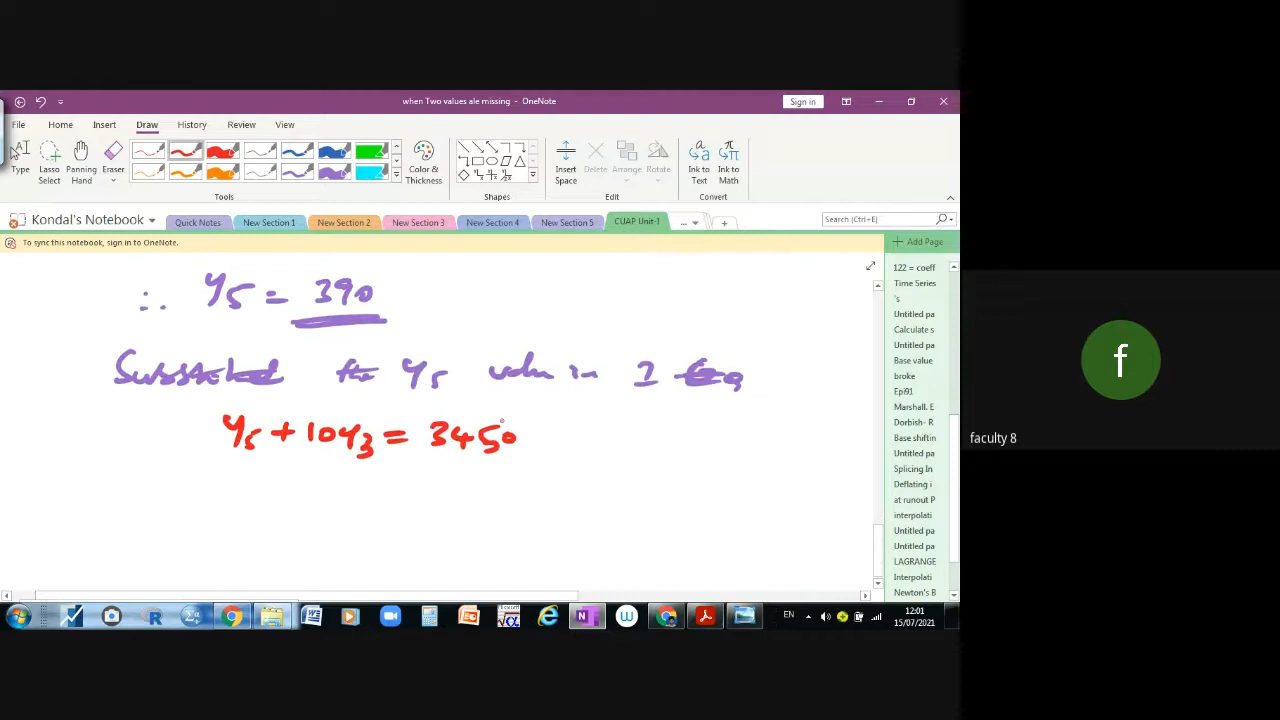 when Two values ale missing - OneNote
Sign in
File Home Insert Draw History Review View
Type
Lasso Select
Panning Hand
Eraser
Color & Thickness
Insert Space
Delete
Arrange
Rotate
Ink to Text
Ink to Math
Tools Shapes Edit Convert
Kondal's Notebook
Quick Notes New Section 1 New Section 2 New Section 3 New Section 4 New Section 5 CUAP Unit-1 ...
Search (Ctrl+E)
To sync this notebook, sign in to OneNote.
Add Page
∴ y5 = 390
y5 value in 1
y5 + 10y3 = 3450
122 = coeff
Time Series
's
Untitled pa
Calculate s
Untitled pa
Base value
broke
Epi91
Marshall. E
Dorbish- R
Base shiftin
Untitled pa
Splicing In
Deflating i
at runout P
interpolati
Untitled pa
Untitled pa
LAGRANGE
Interpolati
Newton's B
f
faculty 8
EN
12:01
15/07/2021